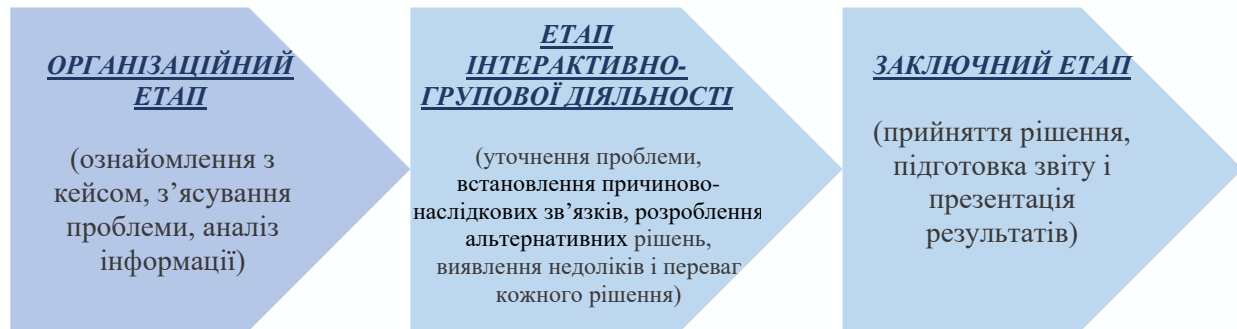 ОРГАНІЗАЦІЙНИЙ
ЕТАП
(ознайомлення з
кейсом, з’ясування
проблеми, аналіз
інформації)
ЕТАП
ІНТЕРАКТИВНО-
ГРУПОВОЇ ДІЯЛЬНОСТІ
(уточнення проблеми,
встановлення причиново-
наслідкових зв’язків, розроблення
альтернативних рішень,
виявлення недоліків і переваг
кожного рішення)
ЗАКЛЮЧНИЙ ЕТАП
(прийняття рішення,
підготовка звіту і
презентація
результатів)